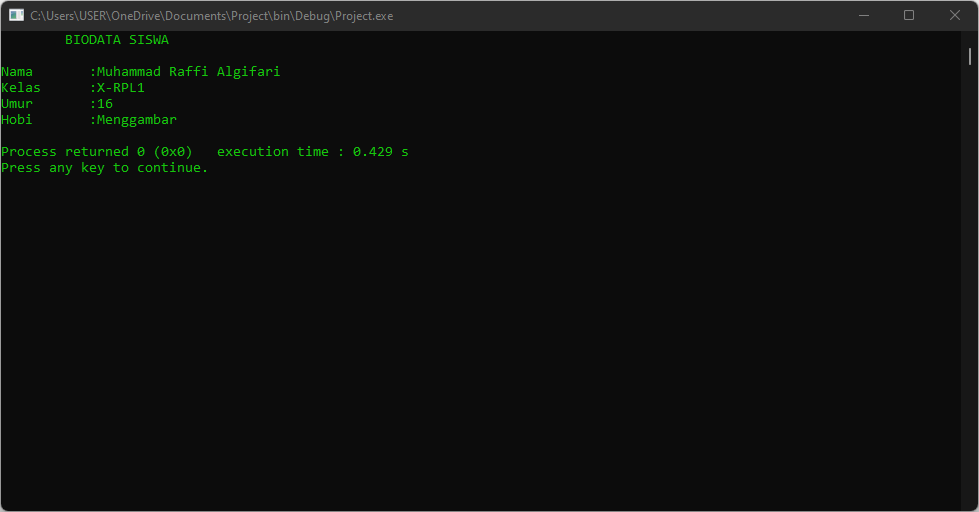 C:\Users\USER\OneDrive\Documents\Project\bin\Debug\Project.exe
BIODATA SISWA
Nama :Muhammad Raffi Algifari
Kelas :X-RPL1
Umur :16
Hobi :Menggambar
Process returned 0 (0x0) execution time : 0.429 s
Press any key to continue.